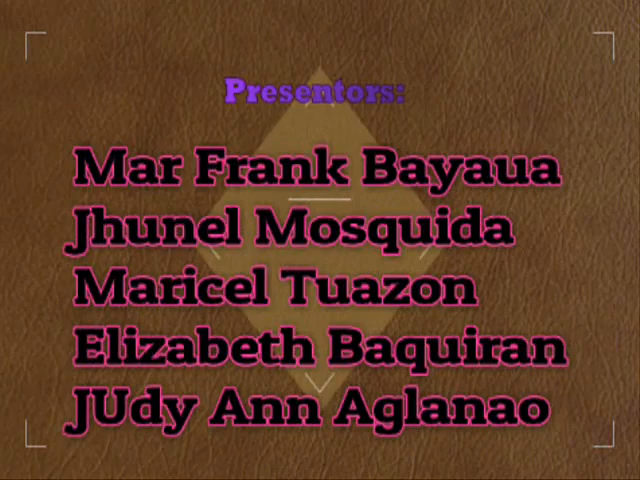 Presentors:
Mar Frank Bayaua
Jhunel Mosquida
Maricel Tuazon
Elizabeth Baquiran
JUdy Ann Aglanao